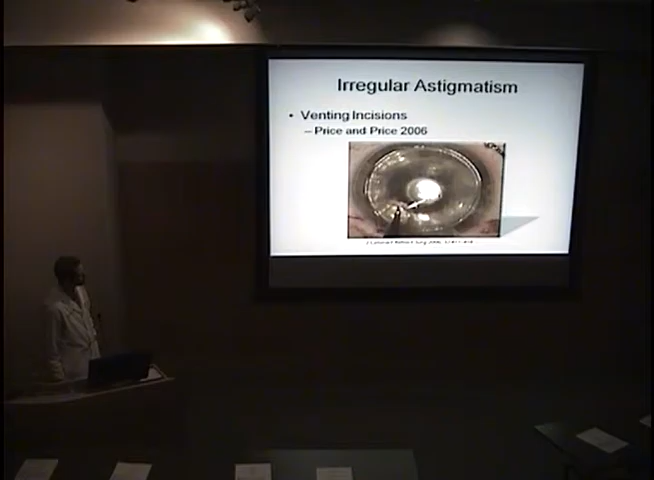 Irregular Astigmatism
• Venting Incisions
– Price and Price 2006